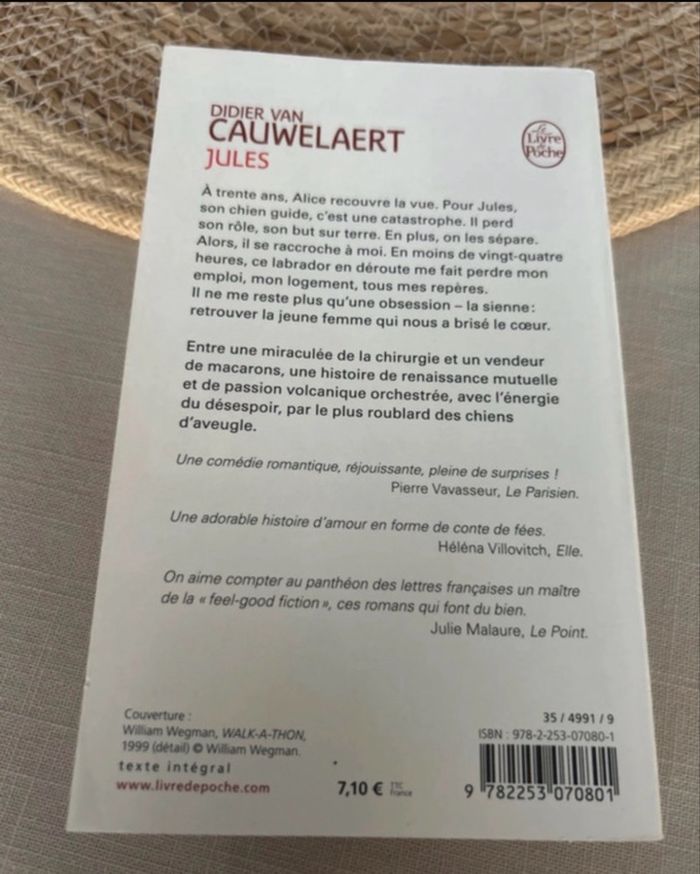 DIDIER VAN
CAUWELAERT
JULES
Le
Livre
de
Poche
À trente ans, Alice recouvre la vue. Pour Jules,
son chien guide, c'est une catastrophe. Il perd
son rôle, son but sur terre. En plus, on les sépare.
Alors, il se raccroche à moi. En moins de vingt-quatre
heures, ce labrador en déroute me fait perdre mon
emploi, mon logement, tous mes repères.
Il ne me reste plus qu'une obsession – la sienne :
retrouver la jeune femme qui nous a brisé le cœur.
Entre une miraculée de la chirurgie et un vendeur
de macarons, une histoire de renaissance mutuelle
et de passion volcanique orchestrée, avec l'énergie
du désespoir, par le plus roublard des chiens
d'aveugle.
Une comédie romantique, réjouissante, pleine de surprises !
Pierre Vavasseur, Le Parisien.
Une adorable histoire d'amour en forme de conte de fées.
Héléna Villovitch, Elle.
On aime compter au panthéon des lettres françaises un maître
de la « feel-good fiction », ces romans qui font du bien.
Julie Malaure, Le Point.
Couverture :
William Wegman, WALK-A-THON,
1999 (détail) © William Wegman.
texte intégral
www.livredepoche.com
7,10 € TTC
France
35 / 4991 / 9
ISBN : 978-2-253-07080-1
9 782253 070801